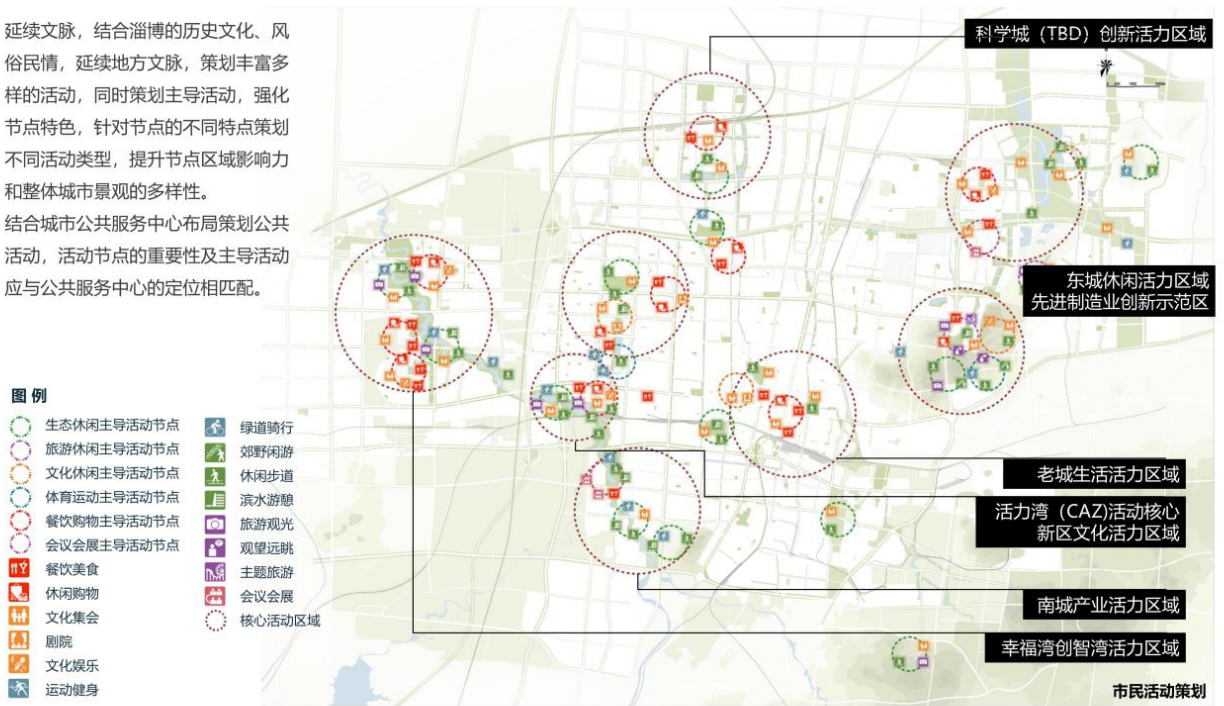 延续文脉，结合淄博的历史文化、风
俗民情，延续地方文脉，策划丰富多
样的活动，同时策划主导活动，强化
节点特色，针对节点的不同特点策划
不同活动类型，提升节点区域影响力
和整体城市景观的多样性。
结合城市公共服务中心布局策划公共
活动，活动节点的重要性及主导活动
应与公共服务中心的定位相匹配。
图例
生态休闲主导活动节点
旅游休闲主导活动节点
文化休闲主导活动节点
体育运动主导活动节点
餐饮购物主导活动节点
会议会展主导活动节点
餐饮美食
休闲购物
文化集会
剧院
文化娱乐
运动健身
绿道骑行
郊野闲游
休闲步道
滨水游憩
旅游观光
观望远眺
主题旅游
会议会展
核心活动区域
科学城（TBD）创新活力区域
东城休闲活力区域
先进制造业创新示范区
老城生活活力区域
活力湾（CAZ)活动核心
新区文化活力区域
南城产业活力区域
幸福湾创智湾活力区域
市民活动策划